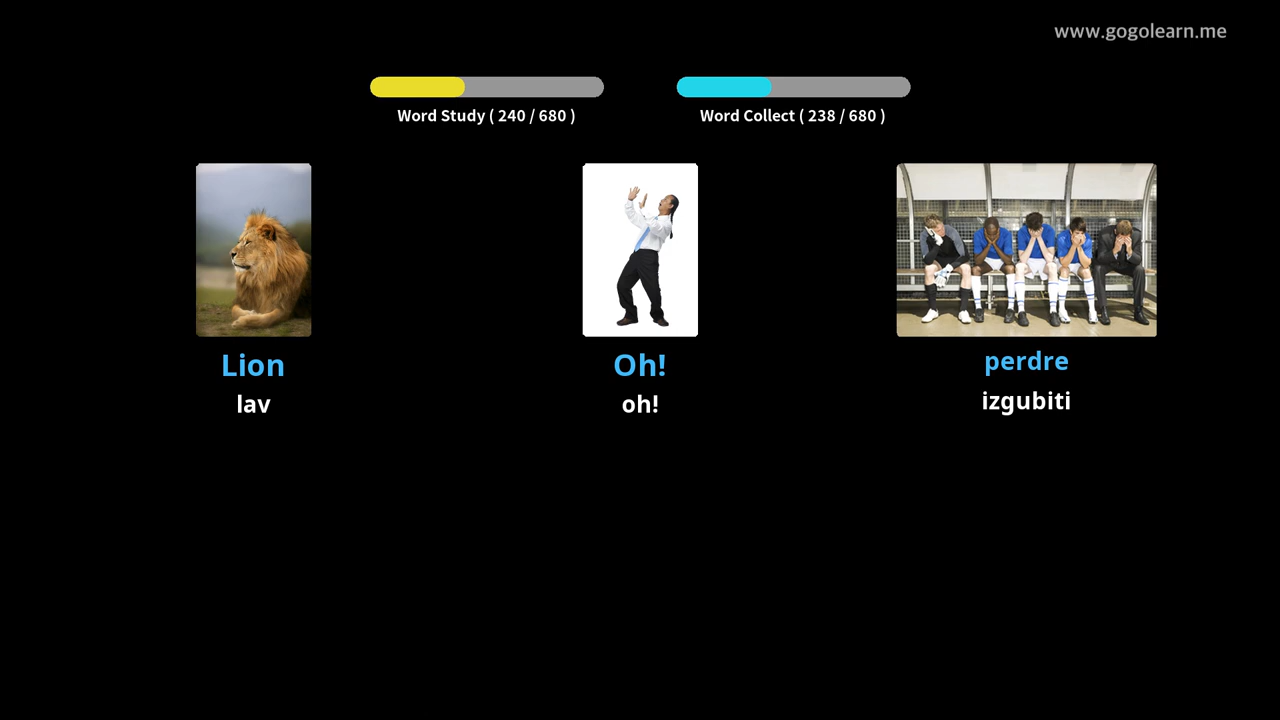 www.gogolearn.me
Word Study ( 240 / 680 )
Word Collect ( 238 / 680 )
Lion
lav
Oh!
oh!
perdre
izgubiti